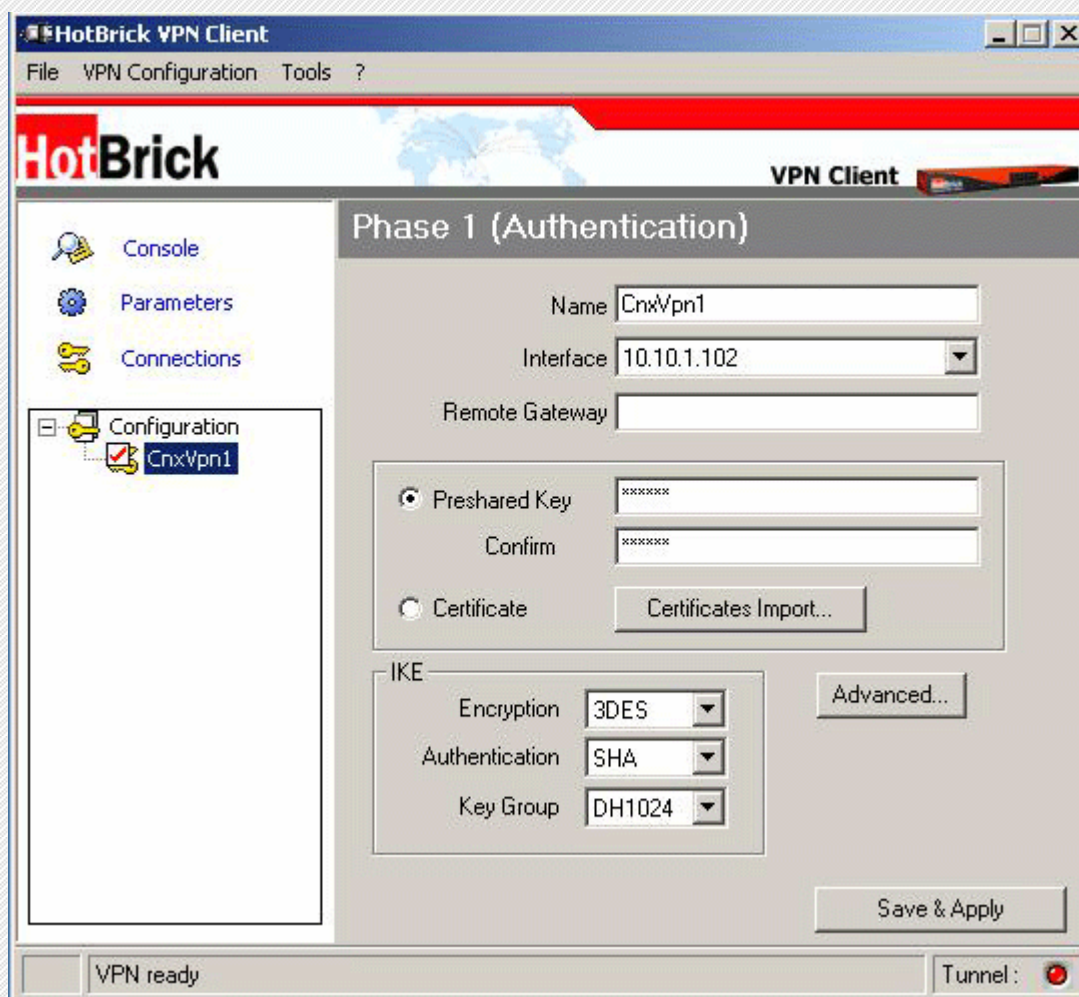 HotBrick VPN Client
File VPN Configuration Tools ?
HotBrick
VPN Client
Console
Parameters
Connections
Configuration
CnxVpn1
Phase 1 (Authentication)
Name CnxVpn1
Interface 10.10.1.102
Remote Gateway
Preshared Key ******
Confirm ******
Certificate Certificates Import...
IKE
Encryption 3DES
Authentication SHA
Key Group DH1024
Advanced...
Save & Apply
VPN ready
Tunnel :